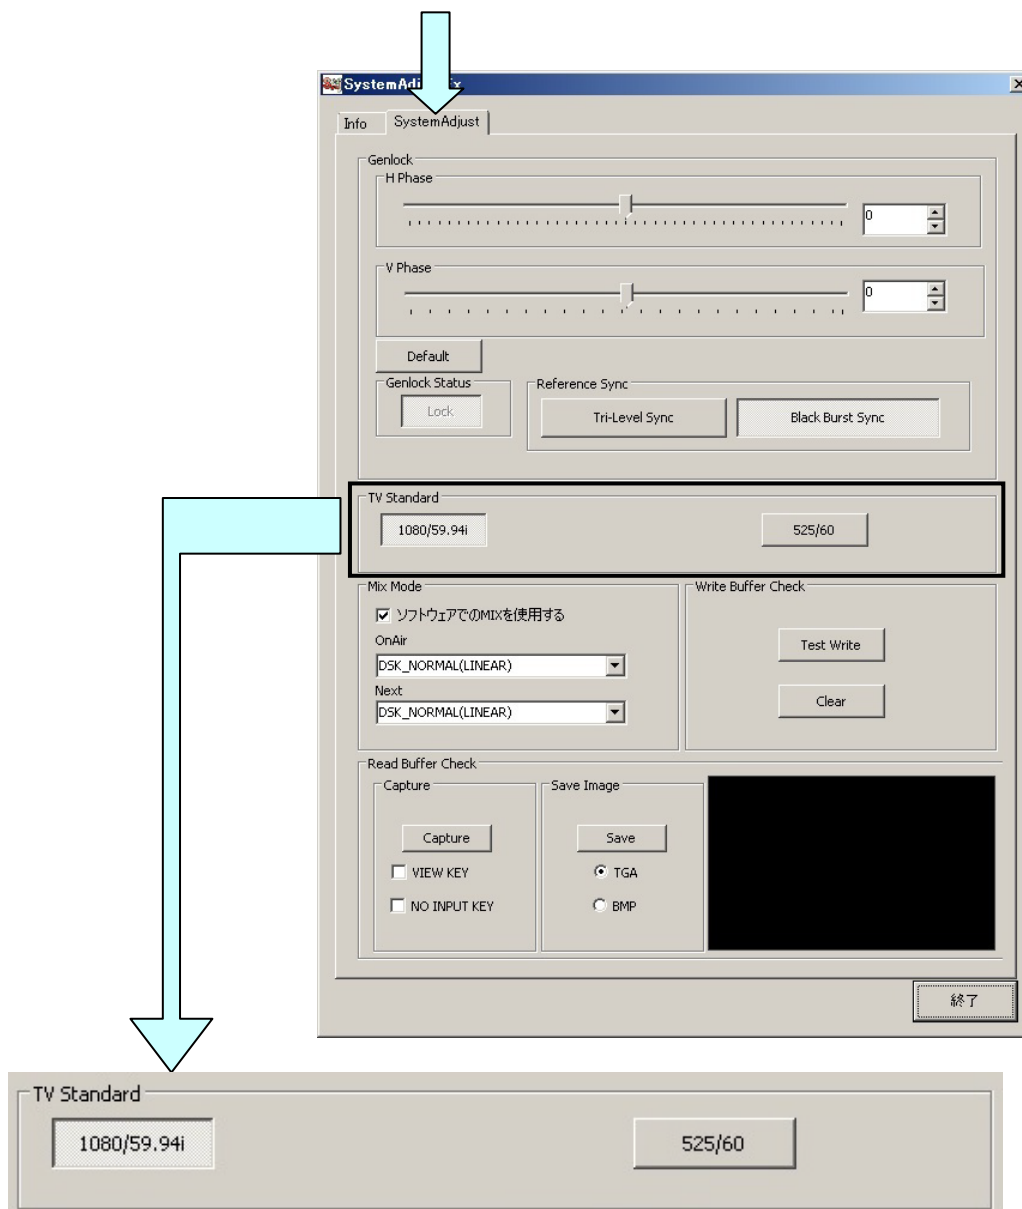 SystemAdj
Info SystemAdjust
Genlock
H Phase
0
V Phase
0
Default
Genlock Status
Lock
Reference Sync
Tri-Level Sync Black Burst Sync
TV Standard
1080/59.94i 525/60
Mix Mode
ソフトウェアでのMIXを使用する
OnAir
DSK_NORMAL(LINEAR)
Next
DSK_NORMAL(LINEAR)
Write Buffer Check
Test Write
Clear
Read Buffer Check
Capture
Capture
VIEW KEY
NO INPUT KEY
Save Image
Save
TGA
BMP
終了
TV Standard
1080/59.94i 525/60